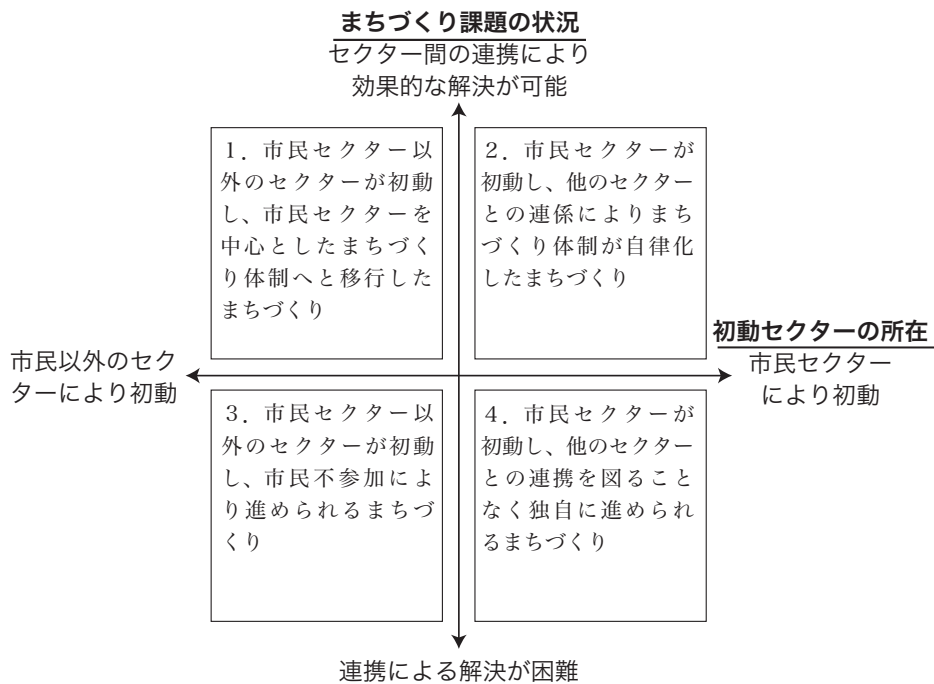 まちづくり課題の状況
セクター間の連携により
効果的な解決が可能
1．市民セクター以
外のセクターが初動
し、市民セクターを
中心としたまちづく
り体制へと移行した
まちづくり
2．市民セクターが
初動し、他のセクター
との連係によりまち
づくり体制が自律化
したまちづくり
初動セクターの所在
市民以外のセク
ターにより初動
市民セクター
により初動
3．市民セクター以
外のセクターが初動
し、市民不参加によ
り進められるまちづ
くり
4．市民セクターが
初動し、他のセクター
との連携を図ること
なく独自に進められ
るまちづくり
連携による解決が困難